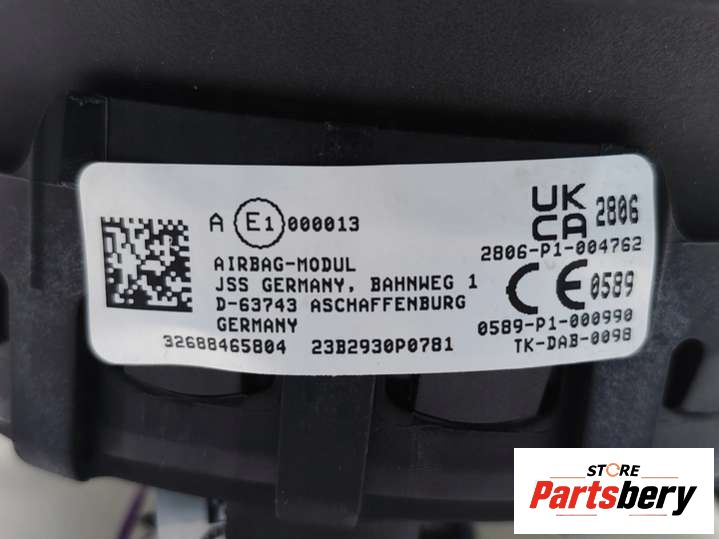 A E1 000013
AIRBAG-MODUL
JSS GERMANY, BAHNWEG 1
D-63743 ASCHAFFENBURG
GERMANY
32688465804 23B2930P0781
UK
CA 2806
2806-P1-004762
CE 0589
0589-P1-000990
TK-DAB-0098
STORE
Partsbery